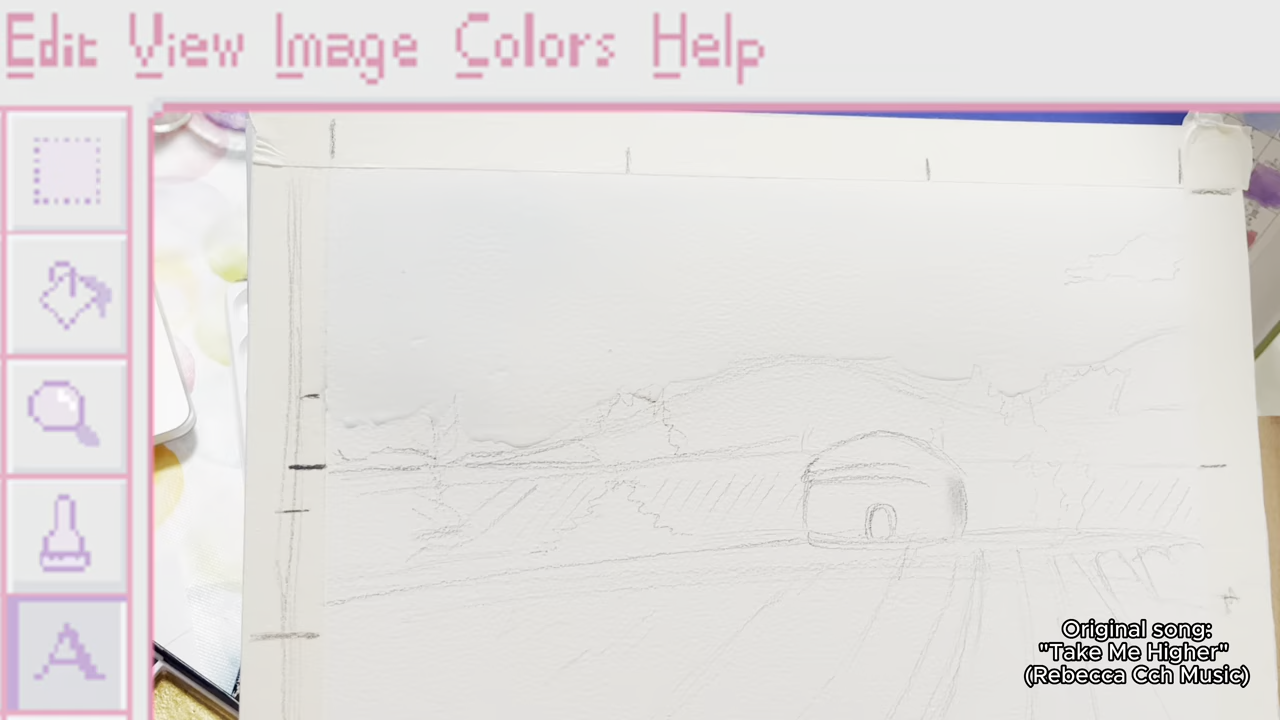 Edit View Image Colors Help
A
Original song:
"Take Me Higher"
(Rebecca Cch Music)